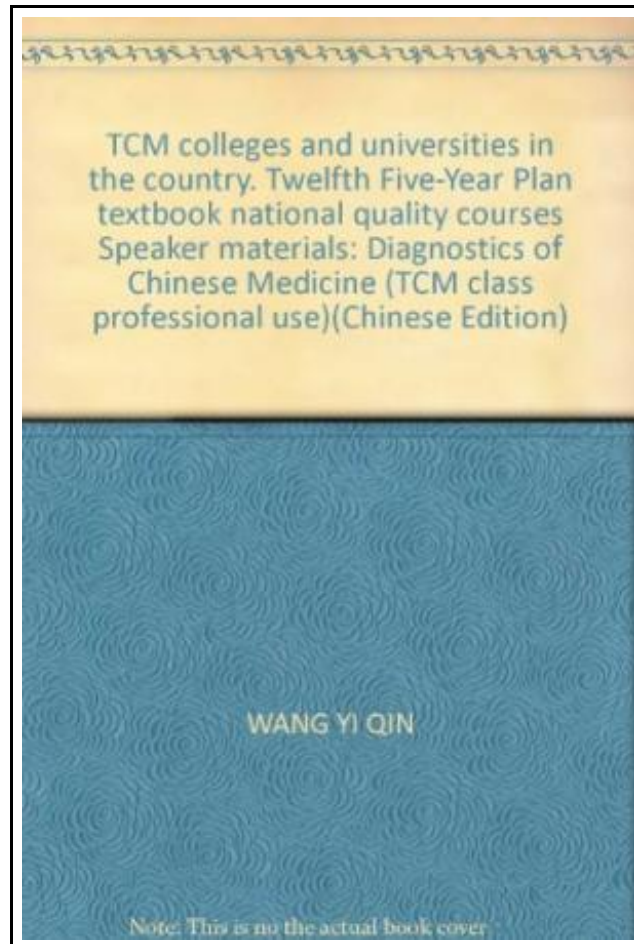 TCM colleges and universities in
the country. Twelfth Five-Year Plan
textbook national quality courses
Speaker materials: Diagnostics of
Chinese Medicine (TCM class
professional use)(Chinese Edition)
WANG YI QIN
Note: This is no the actual book cover